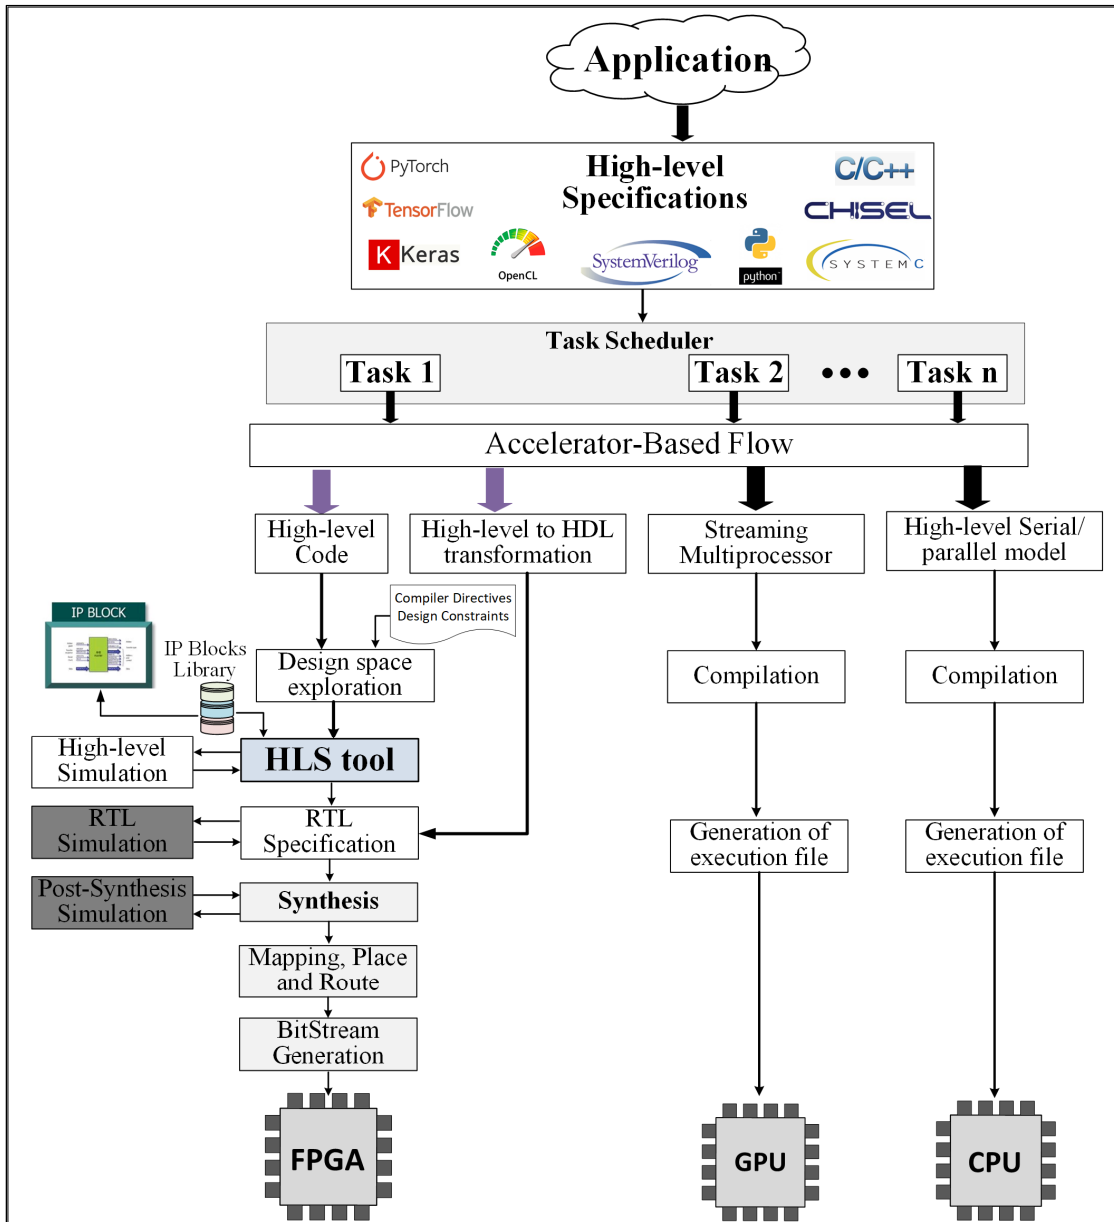 Application
High-level
Specifications
PyTorch
C/C++
TensorFlow
CHISEL
K Keras
OpenCL
SystemVerilog
python
SYSTEM C
Task Scheduler
Task 1
Task 2
Task n
Accelerator-Based Flow
High-level
Code
High-level to HDL
transformation
Streaming
Multiprocessor
High-level Serial/
parallel model
Compiler Directives
Design Constraints
IP BLOCK
IP Blocks
Library
Design space
exploration
Compilation
Compilation
High-level
Simulation
HLS tool
RTL
Simulation
RTL
Specification
Generation of
execution file
Generation of
execution file
Post-Synthesis
Simulation
Synthesis
Mapping, Place
and Route
BitStream
Generation
FPGA
GPU
CPU